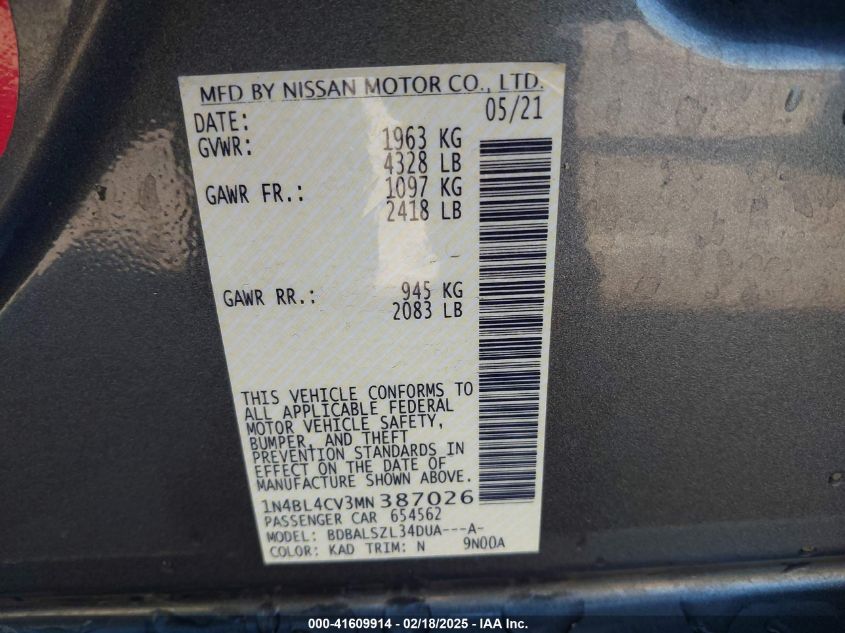 MFD BY NISSAN MOTOR CO., LTD.
DATE: 05/21
GVWR: 1963 KG
4328 LB
GAWR FR.: 1097 KG
2418 LB
GAWR RR.: 945 KG
2083 LB
THIS VEHICLE CONFORMS TO
ALL APPLICABLE FEDERAL
MOTOR VEHICLE SAFETY,
BUMPER, AND THEFT
PREVENTION STANDARDS IN
EFFECT ON THE DATE OF
MANUFACTURE SHOWN ABOVE.
1N4BL4CV3MN387026
PASSENGER CAR 654562
MODEL: BDBALSZL34DUA---A-
COLOR: KAD TRIM: N 9N00A
000-41609914 - 02/18/2025 - IAA Inc.